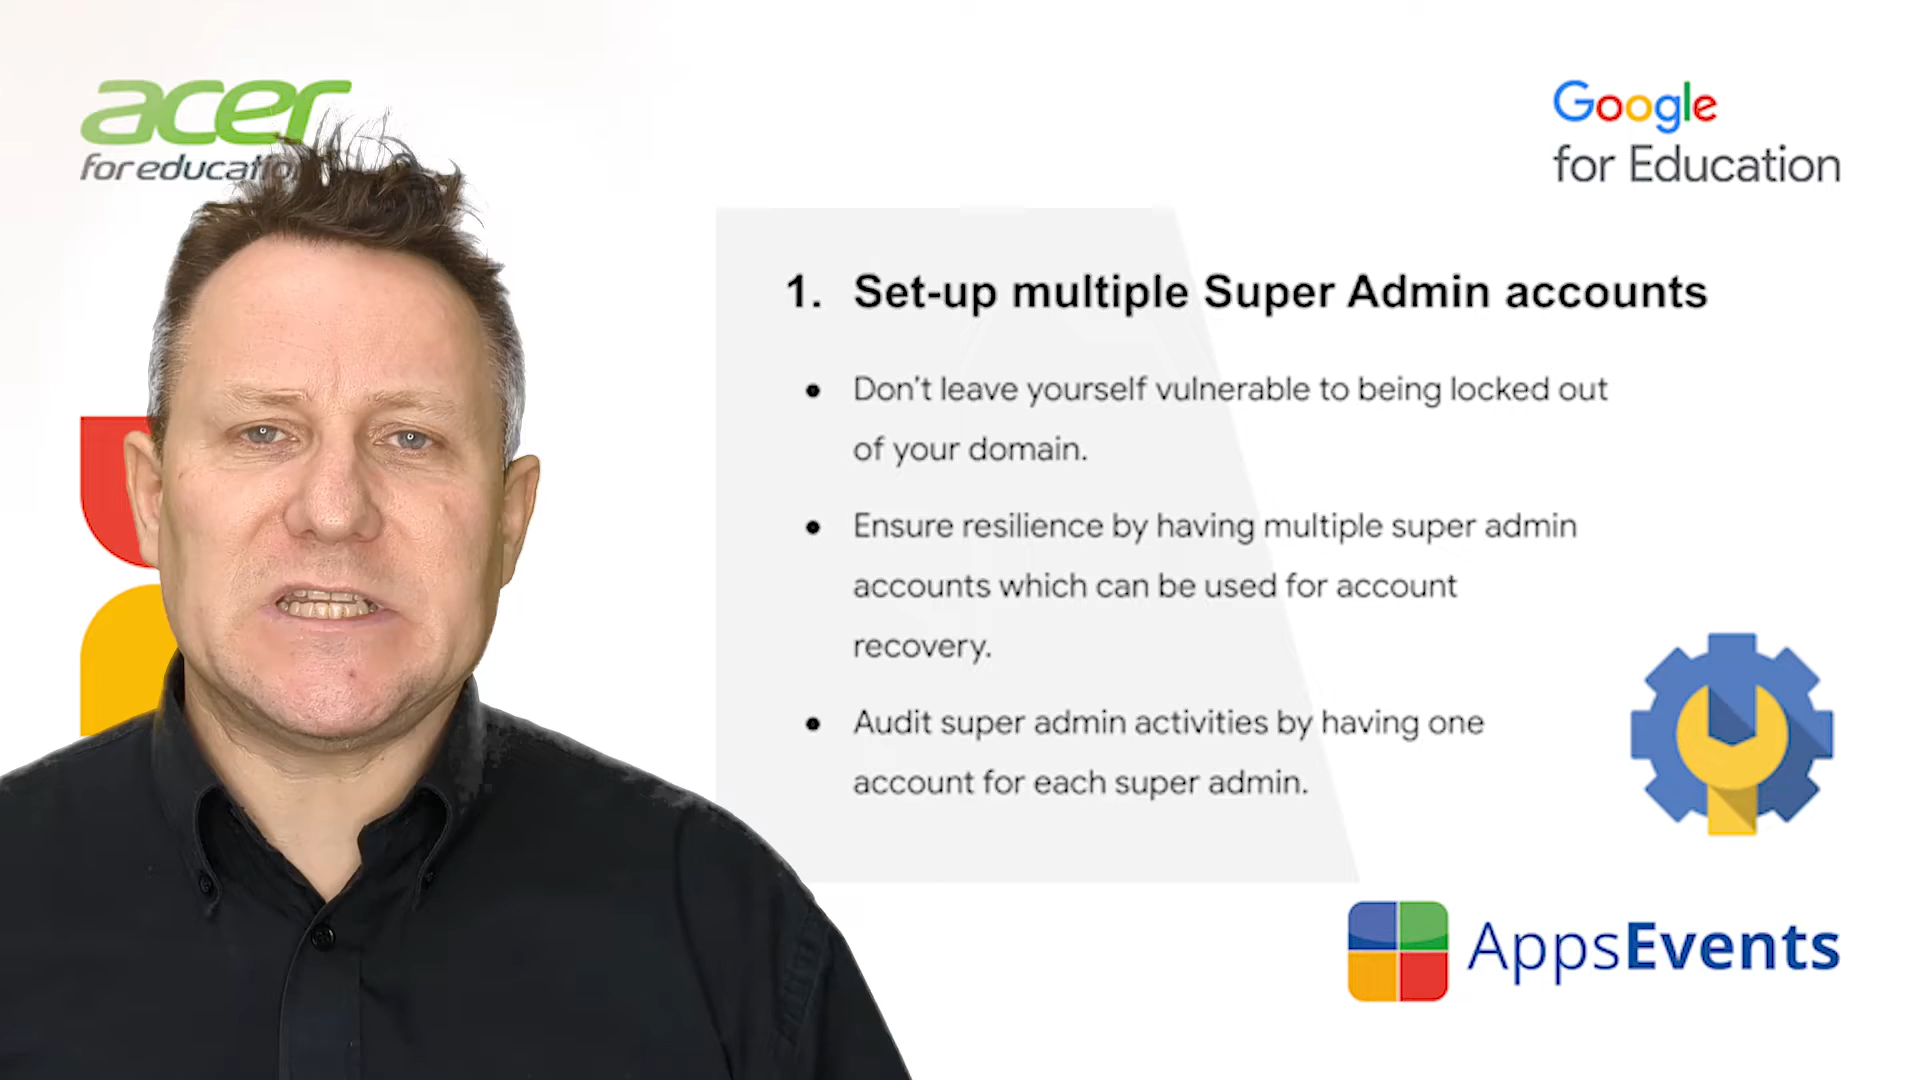 acer
for education
Google
for Education
1. Set-up multiple Super Admin accounts
● Don't leave yourself vulnerable to being locked out
of your domain.
● Ensure resilience by having multiple super admin
accounts which can be used for account
recovery.
● Audit super admin activities by having one
account for each super admin.
AppsEvents